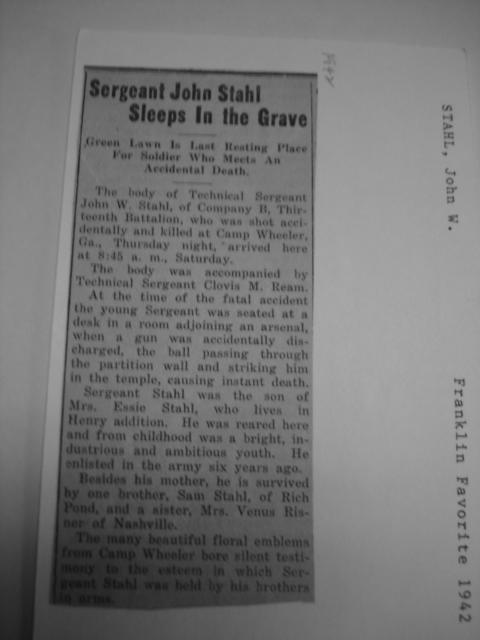 Sergeant John Stahl
Sleeps In the Grave
Green Lawn Is Last Resting Place
For Soldier Who Meets An
Accidental Death.
The body of Technical Sergeant
John W. Stahl, of Company B, Thir-
teenth Battalion, who was shot acci-
dentally and killed at Camp Wheeler,
Ga., Thursday night, arrived here
at 8:45 a. m., Saturday.
The body was accompanied by
Technical Sergeant Clovis M. Ream.
At the time of the fatal accident
the young Sergeant was seated at a
desk in a room adjoining an arsenal,
when a gun was accidentally dis-
charged, the ball passing through
the partition wall and striking him
in the temple, causing instant death.
Sergeant Stahl was the son of
Mrs. Essie Stahl, who lives in
Henry addition. He was reared here
and from childhood was a bright, in-
dustrious and ambitious youth. He
enlisted in the army six years ago.
Besides his mother, he is survived
by one brother, Sam Stahl, of Rich
Pond, and a sister, Mrs. Venus Ris-
ner of Nashville.
The many beautiful floral emblems
from Camp Wheeler bore silent testi-
mony to the esteem in which Ser-
geant Stahl was held by his brothers
in arms.
STAHL, John W.
Franklin Favorite 1942